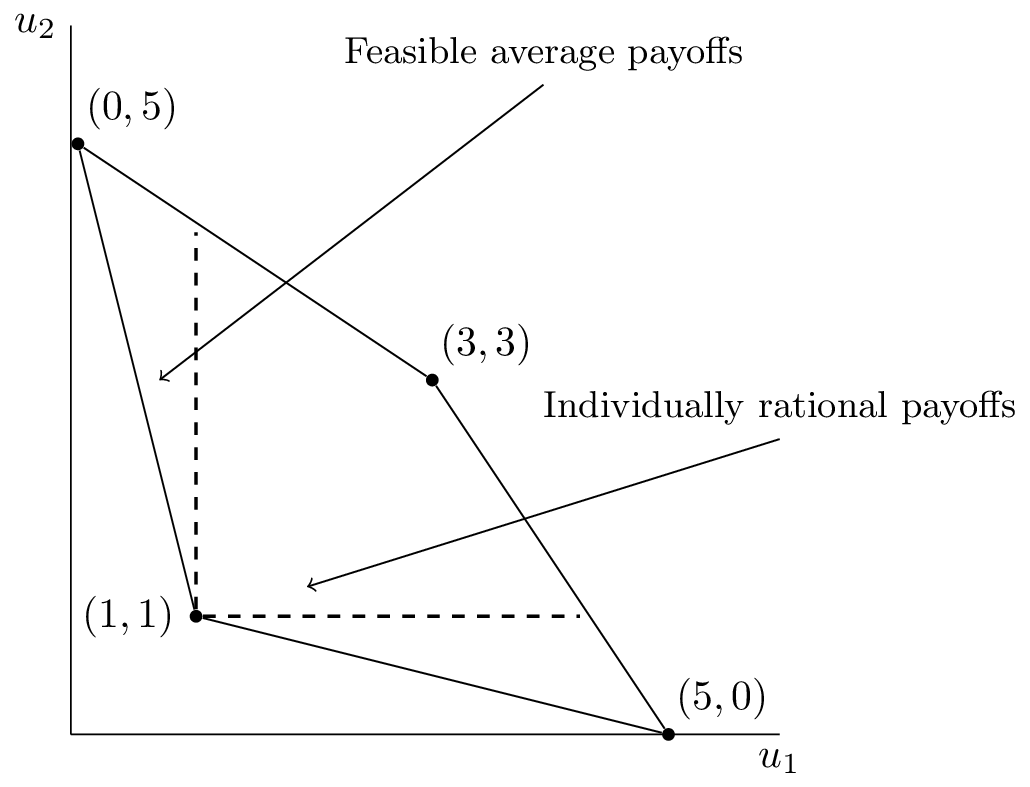 u₂
Feasible average payoffs
(0, 5)
(3, 3)
Individually rational payoffs
(1, 1)
(5, 0)
u₁